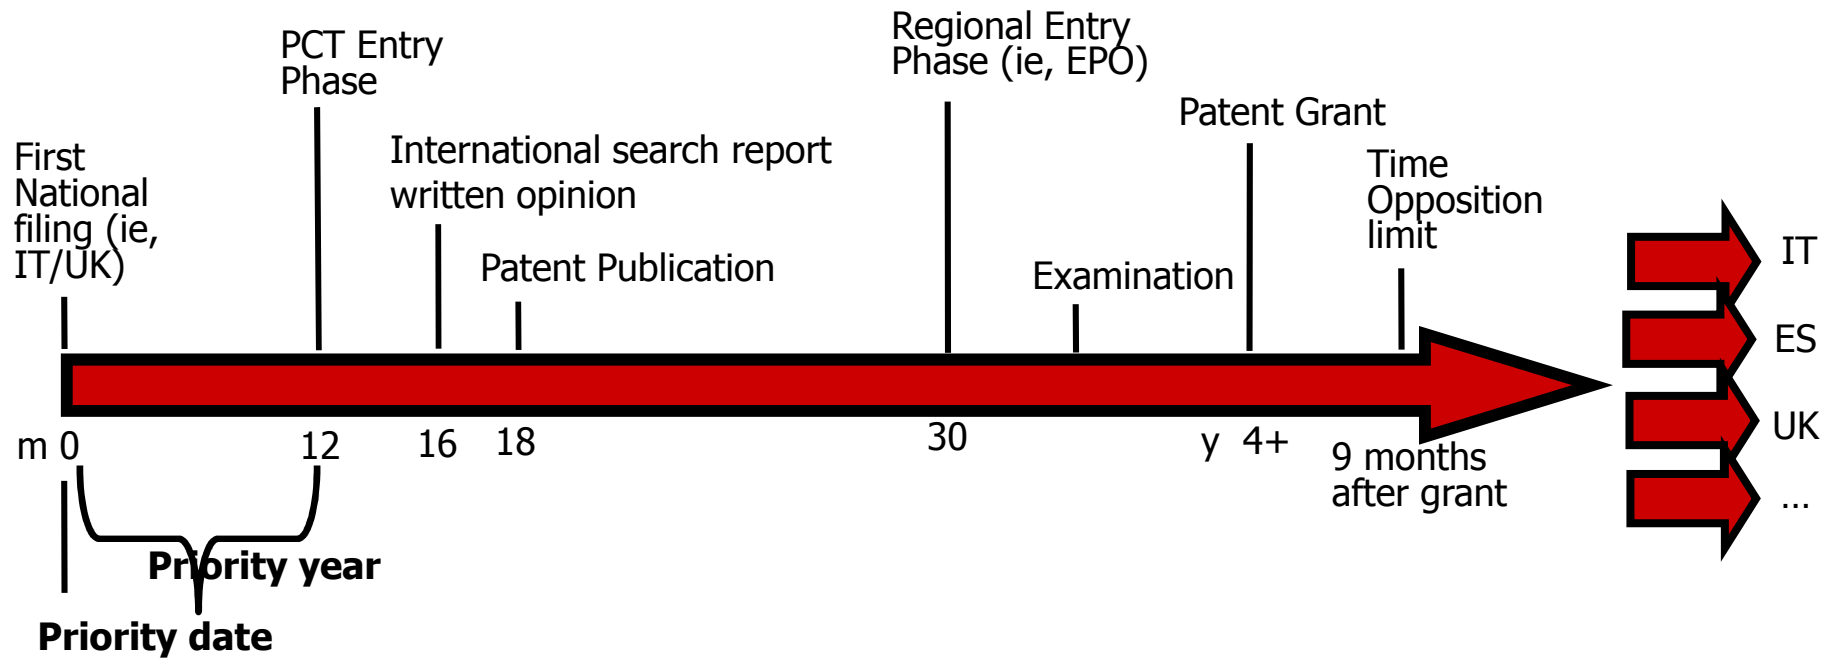 First
National
filing (ie,
IT/UK)
PCT Entry
Phase
International search report
written opinion
Patent Publication
Regional Entry
Phase (ie, EPO)
Examination
Patent Grant
Time
Opposition
limit
IT
ES
UK
...
m 0
12
16
18
30
y 4+
9 months
after grant
Priority year
Priority date